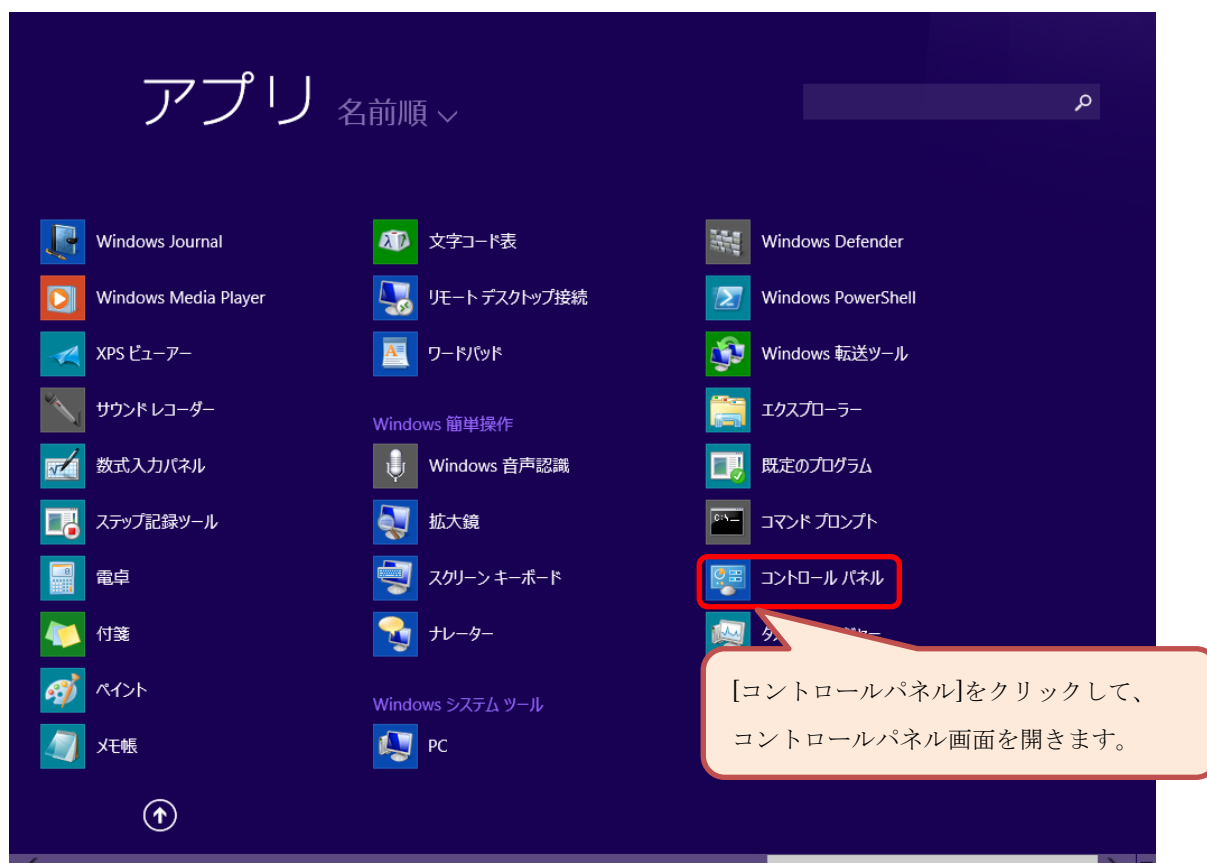 アプリ 名前順
Windows Journal
Windows Media Player
XPS ビューアー
サウンド レコーダー
数式入力パネル
ステップ記録ツール
電卓
付箋
ペイント
メモ帳
文字コード表
リモート デスクトップ接続
ワードパッド
Windows 簡単操作
Windows 音声認識
拡大鏡
スクリーン キーボード
ナレーター
Windows システム ツール
PC
Windows Defender
Windows PowerShell
Windows 転送ツール
エクスプローラー
既定のプログラム
コマンド プロンプト
コントロール パネル
[コントロールパネル]をクリックして、
コントロールパネル画面を開きます。